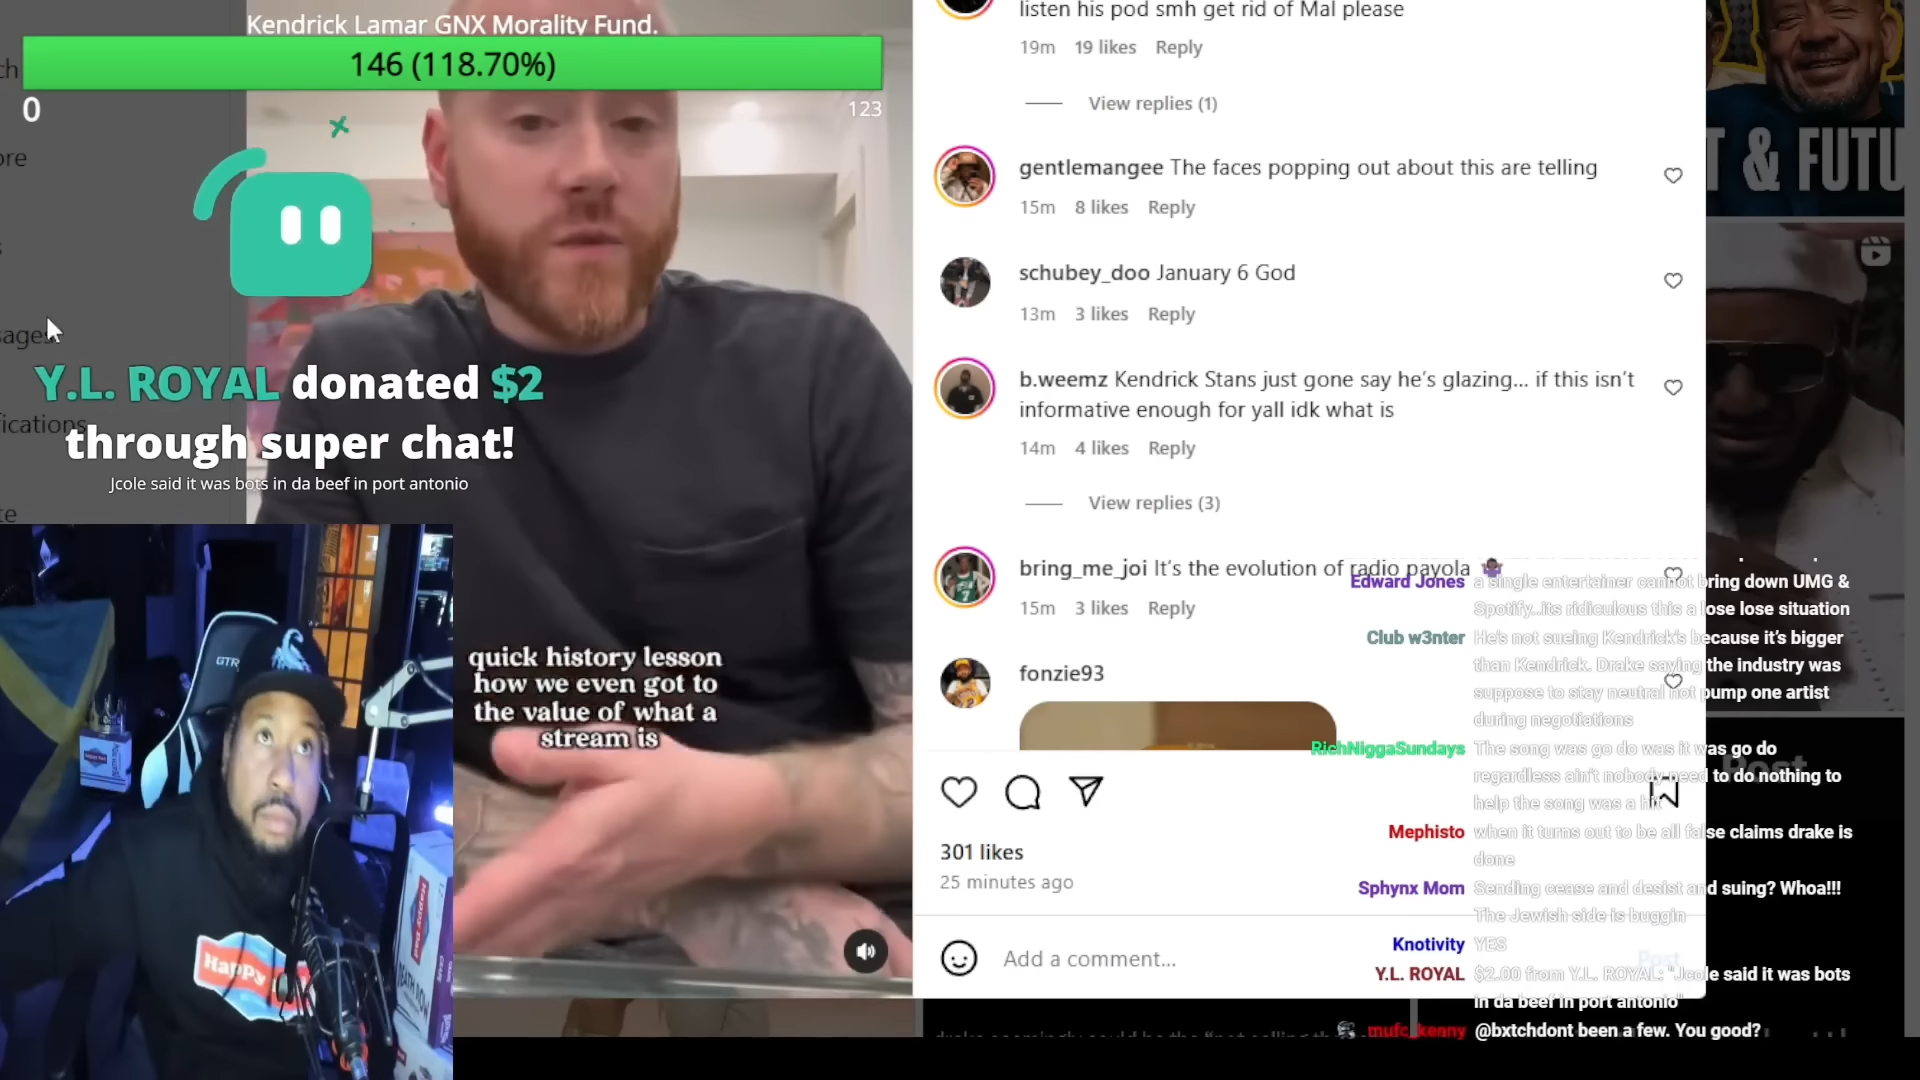 Kendrick Lamar GNX Morality Fund.
146 (118.70%)
0
123
ch
ore
s
sages
fications
te
Y.L. ROYAL donated $2
through super chat!
Jcole said it was bots in da beef in port antonio
GTR
Happy
quick history lesson
how we even got to
the value of what a
stream is
listen his pod smh get rid of Mal please
19m 19 likes Reply
View replies (1)
gentlemangee The faces popping out about this are telling
15m 8 likes Reply
schubey_doo January 6 God
13m 3 likes Reply
b.weemz Kendrick Stans just gone say he's glazing... if this isn't
informative enough for yall idk what is
14m 4 likes Reply
View replies (3)
bring_me_joi It's the evolution of radio payola 🤷🏾‍♀️
15m 3 likes Reply
fonzie93
301 likes
25 minutes ago
Add a comment...
Post
T & FUTU
Post
Edward Jones a single entertainer cannot bring down UMG &
Spotify..its ridiculous this a lose lose situation
Club w3nter He's not sueing Kendrick's because it's bigger
than Kendrick. Drake saying the industry was
suppose to stay neutral not pump one artist
during negotiations
RichNiggaSundays The song was go do was it was go do
regardless ain't nobody need to do nothing to
help the song was a hit
Mephisto when it turns out to be all false claims drake is
done
Sphynx Mom Sending cease and desist and suing? Whoa!!!
The Jewish side is buggin
Knotivity YES
Y.L. ROYAL $2.00 from Y.L. ROYAL: "Jcole said it was bots
in da beef in port antonio"
@bxtchdont been a few. You good?